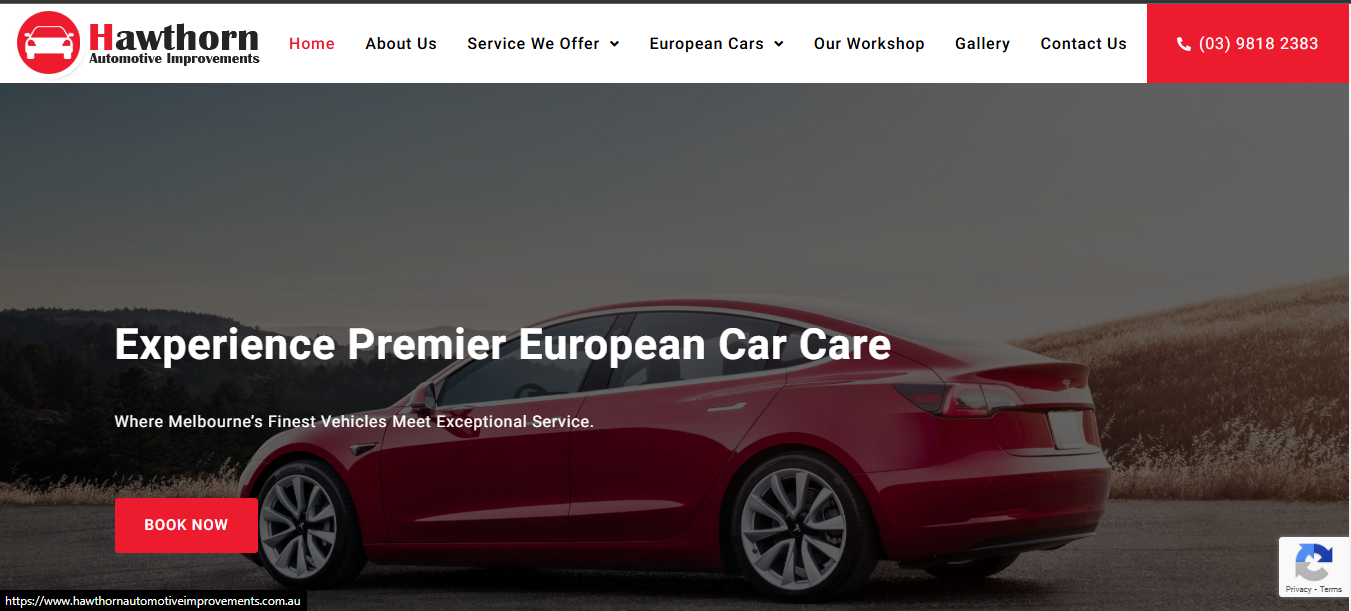 Hawthorn
Automotive Improvements
Home About Us Service We Offer European Cars Our Workshop Gallery Contact Us (03) 9818 2383
Experience Premier European Car Care
Where Melbourne’s Finest Vehicles Meet Exceptional Service.
BOOK NOW
Privacy - Terms
https://www.hawthornautomotiveimprovements.com.au